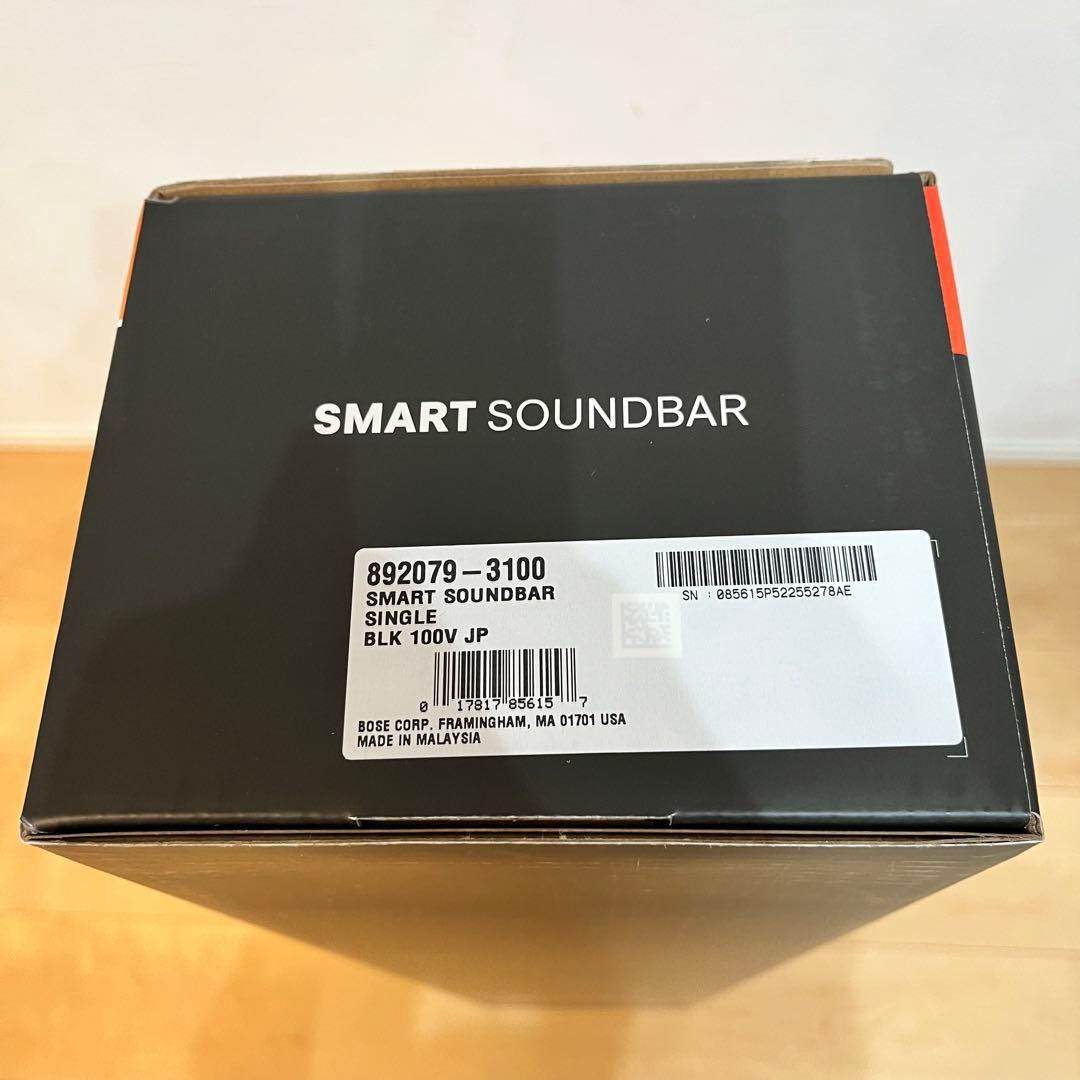 SMART SOUNDBAR
892079-3100
SMART SOUNDBAR
SINGLE
BLK 100V JP
SN : 085615P52255278AE
0 17817 85615 7
BOSE CORP. FRAMINGHAM, MA 01701 USA
MADE IN MALAYSIA